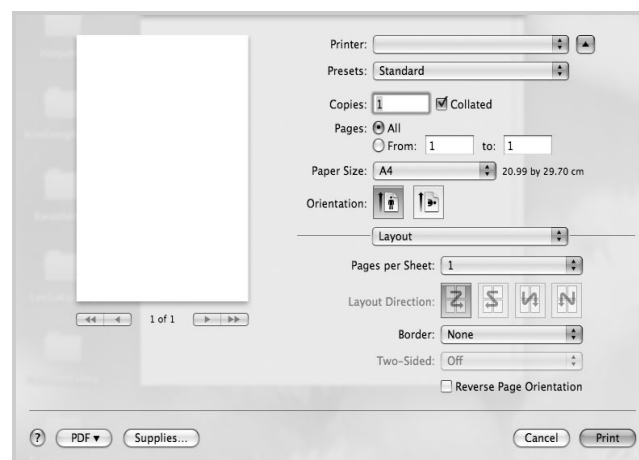 Printer:
Presets: Standard
Copies: 1 Collated
Pages: All
From: 1 to: 1
Paper Size: A4 20.99 by 29.70 cm
Orientation:
Layout
Pages per Sheet: 1
Layout Direction:
1 of 1
Border: None
Two-Sided: Off
Reverse Page Orientation
? PDF▼ Supplies... Cancel Print